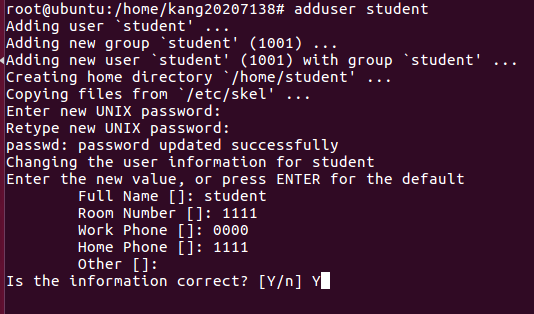 root@ubuntu:/home/kang20207138# adduser student
Adding user `student' ...
Adding new group `student' (1001) ...
Adding new user `student' (1001) with group `student' ...
Creating home directory `/home/student' ...
Copying files from `/etc/skel' ...
Enter new UNIX password:
Retype new UNIX password:
passwd: password updated successfully
Changing the user information for student
Enter the new value, or press ENTER for the default
Full Name []: student
Room Number []: 1111
Work Phone []: 0000
Home Phone []: 1111
Other []:
Is the information correct? [Y/n] Y